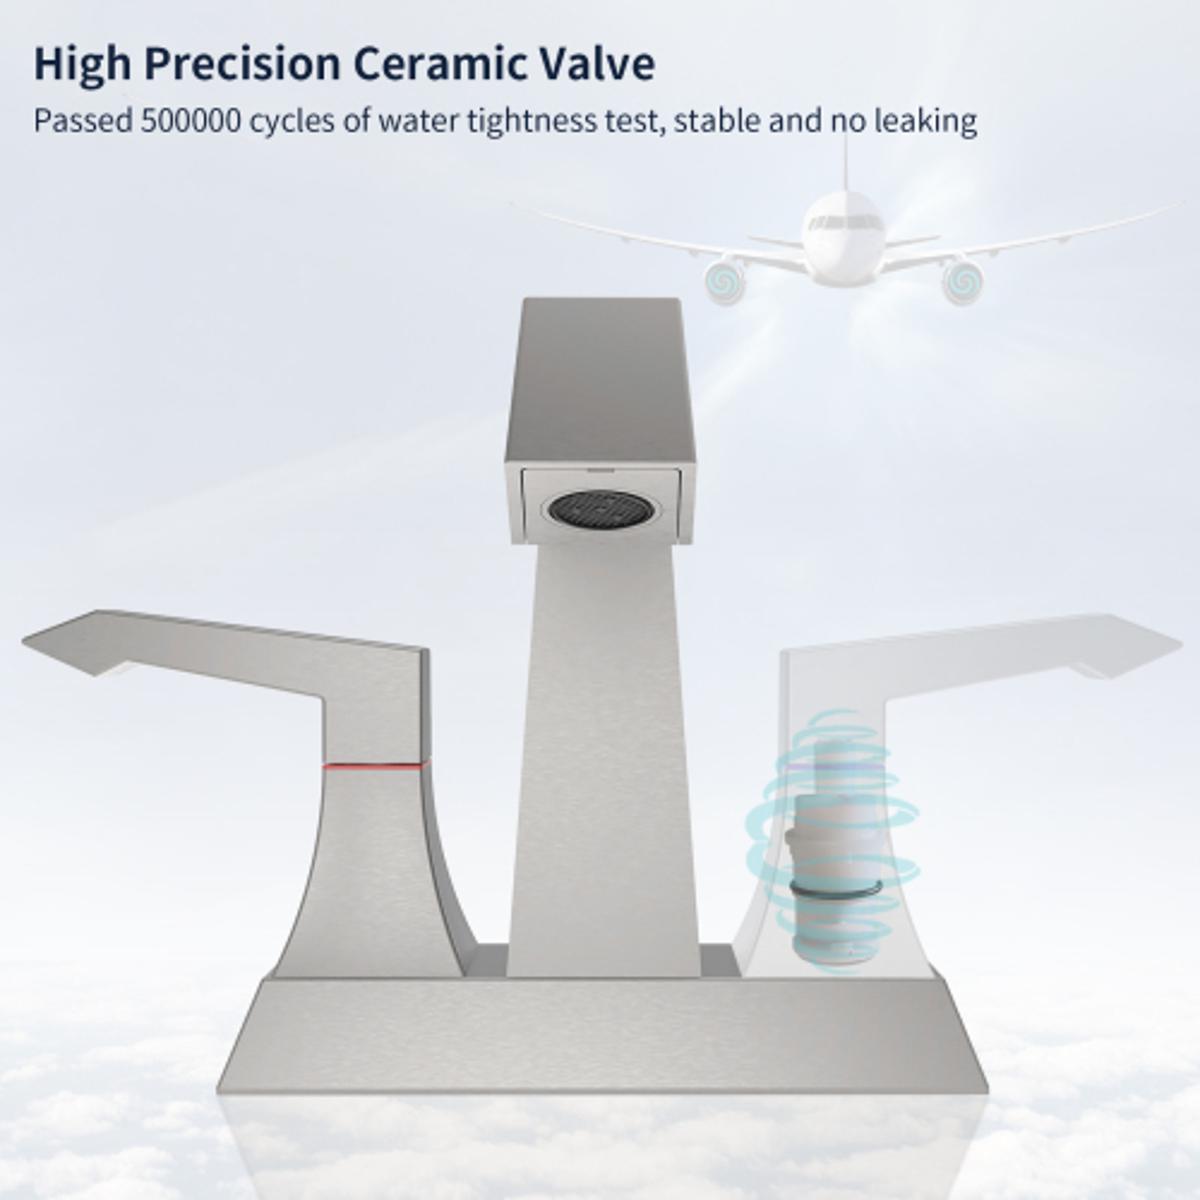 High Precision Ceramic Valve
Passed 500000 cycles of water tightness test, stable and no leaking